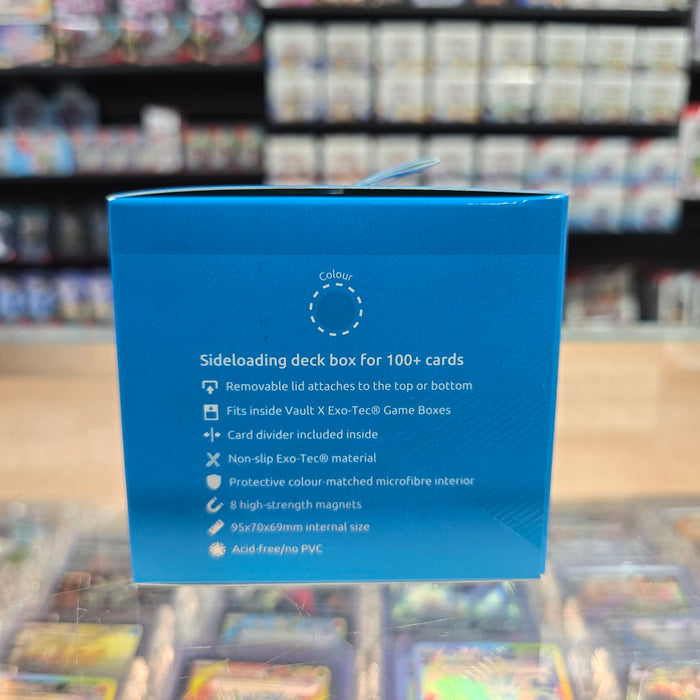 Colour
Sideloading deck box for 100+ cards
Removable lid attaches to the top or bottom
Fits inside Vault X Exo-Tec® Game Boxes
Card divider included inside
Non-slip Exo-Tec® material
Protective colour-matched microfibre interior
8 high-strength magnets
95x70x69mm internal size
Acid-free/no PVC